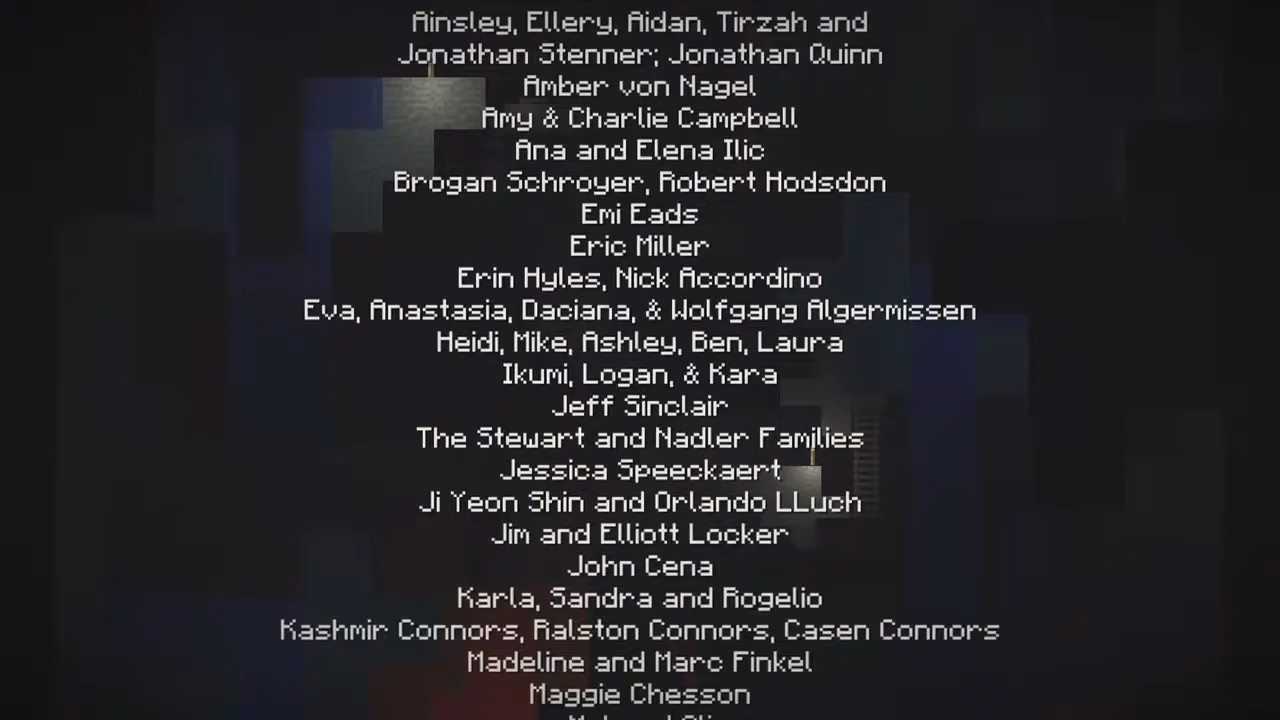 Ainsley, Ellery, Aidan, Tirzah and
Jonathan Stenner; Jonathan Quinn
Amber von Nagel
Amy & Charlie Campbell
Ana and Elena Ilic
Brogan Schroyer, Robert Hodsdon
Emi Eads
Eric Miller
Erin Hyles, Nick Accordino
Eva, Anastasia, Daciana, & Wolfgang Algermissen
Heidi, Mike, Ashley, Ben, Laura
Ikumi, Logan, & Kara
Jeff Sinclair
The Stewart and Nadler Families
Jessica Speeckaert
Ji Yeon Shin and Orlando LLuch
Jim and Elliott Locker
John Cena
Karla, Sandra and Rogelio
Kashmir Connors, Ralston Connors, Casen Connors
Madeline and Marc Finkel
Maggie Chesson